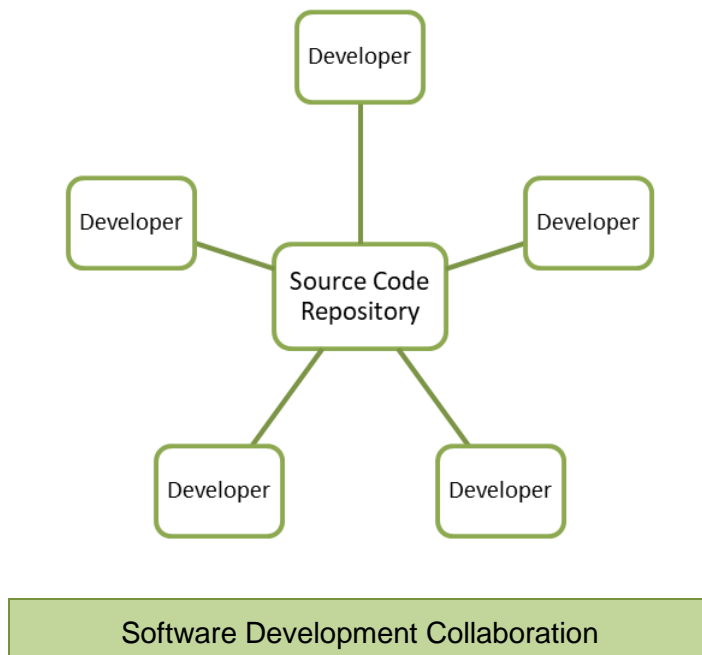 Developer
Developer
Developer
Source Code
Repository
Developer
Developer
Software Development Collaboration